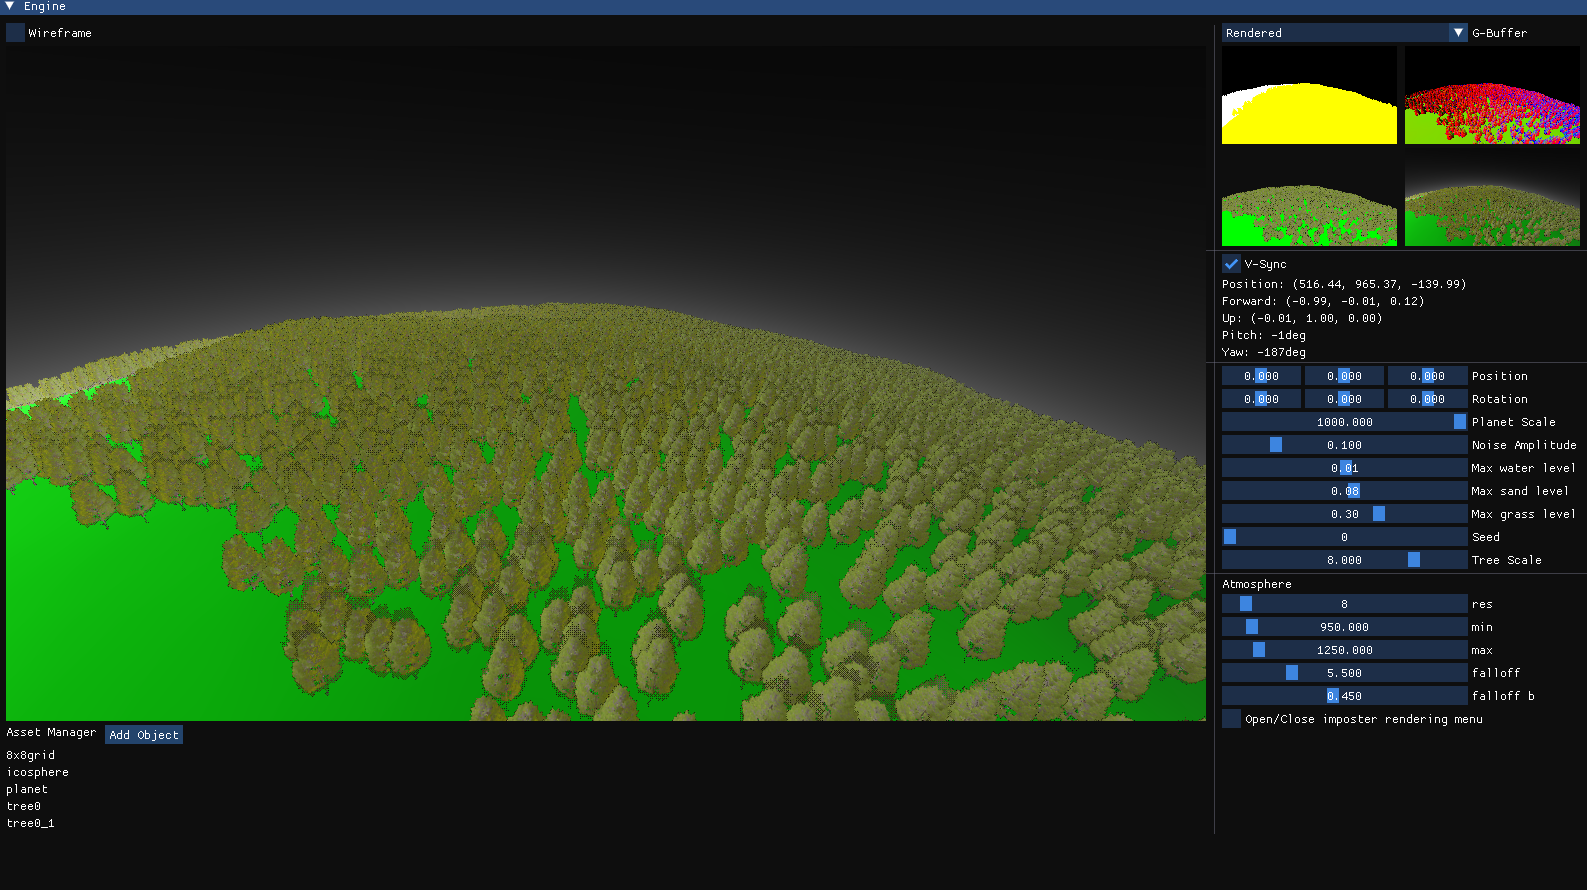 Engine
Wireframe
Rendered G-Buffer
V-Sync
Position: (516.44, 965.37, -139.99)
Forward: (-0.99, -0.01, 0.12)
Up: (-0.01, 1.00, 0.00)
Pitch: -1deg
Yaw: -187deg
0.000 0.000 0.000 Position
0.000 0.000 0.000 Rotation
1000.000 Planet Scale
0.100 Noise Amplitude
0.01 Max water level
0.08 Max sand level
0.30 Max grass level
0 Seed
8.000 Tree Scale
Atmosphere
8 res
950.000 min
1250.000 max
5.500 falloff
0.450 falloff b
Open/Close imposter rendering menu
Asset Manager Add Object
8x8grid
icosphere
planet
tree0
tree0_1